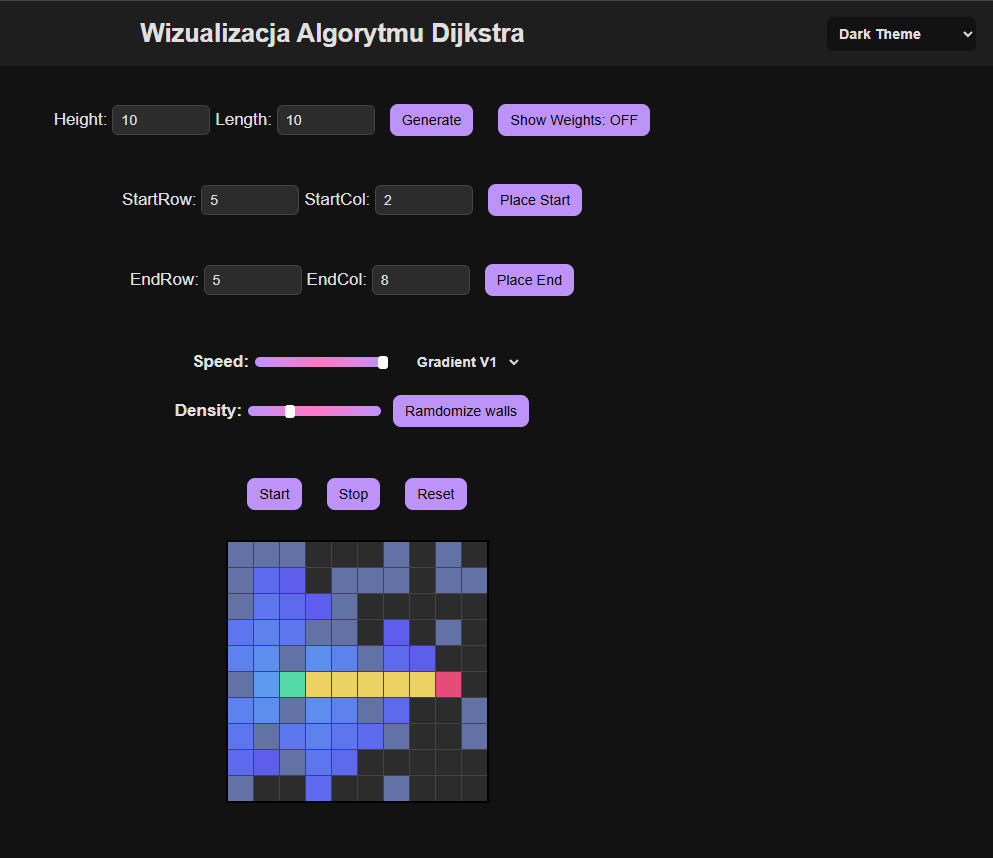 Wizualizacja Algorytmu Dijkstra
Dark Theme
Height: 10 Length: 10 Generate Show Weights: OFF
StartRow: 5 StartCol: 2 Place Start
EndRow: 5 EndCol: 8 Place End
Speed: Gradient V1
Density: Ramdomize walls
Start Stop Reset